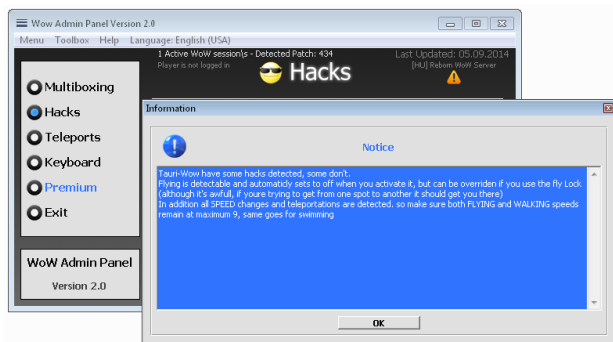 Wow Admin Panel Version 2.0
Menu Toolbox Help Language: English (USA)
1 Active WoW session\s - Detected Patch: 434
Player is not logged in
Hacks
Last Updated: 05.09.2014
[HU] Reborn WoW Server
Multiboxing
Hacks
Teleports
Keyboard
Premium
Exit
WoW Admin Panel
Version 2.0
Information
Notice
Tauri-Wow have some hacks detected, some don't.
Flying is detectable and automaticly sets to off when you activate it, but can be overriden if you use the fly Lock
(although it's awful, if youre trying to get from one spot to another it should get you there)
In addition all SPEED changes and teleportations are detected. so make sure both FLYING and WALKING speeds
remain at maximum 9, same goes for swimming
OK